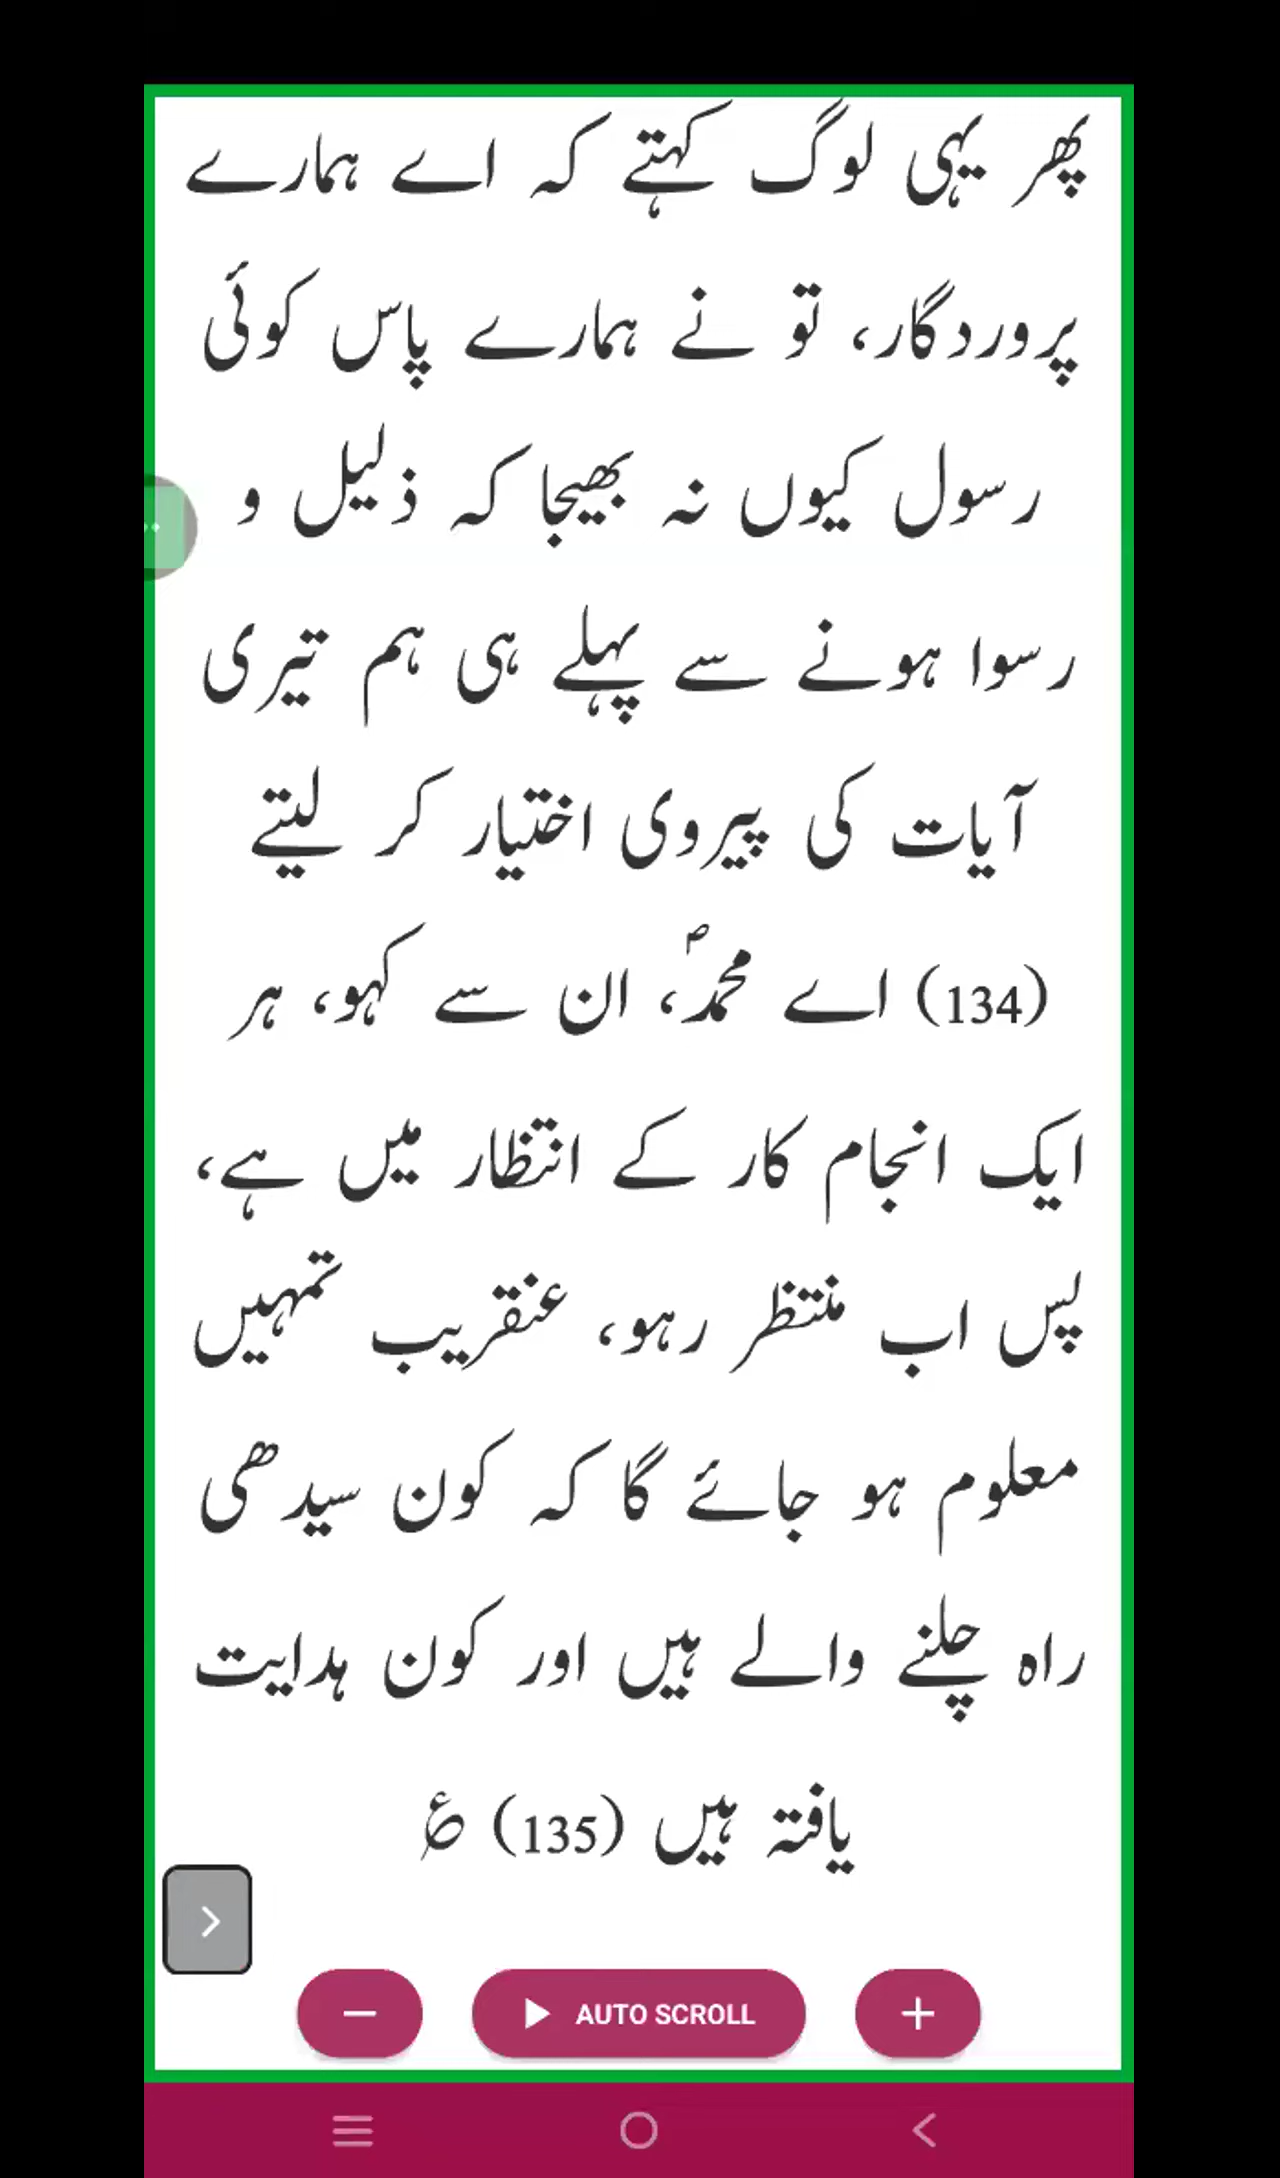 پھر یہی لوگ کہتے کہ اے ہمارے
پروردگار، تو نے ہمارے پاس کوئی
رسول کیوں نہ بھیجا کہ ذلیل و
رسوا ہونے سے پہلے ہی ہم تیری
آیات کی پیروی اختیار کر لیتے
(134) اے محمدؐ، ان سے کہو، ہر
ایک انجام کار کے انتظار میں ہے،
پس اب منتظر رہو، عنقریب تمہیں
معلوم ہو جائے گا کہ کون سیدھی
راہ چلنے والے ہیں اور کون ہدایت
یافتہ ہیں (135) ؏
AUTO SCROLL